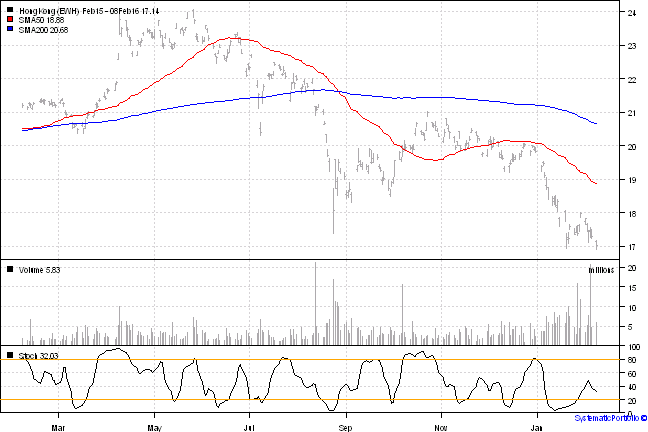 Hong Kong (EWH) Feb15 - 08Feb16 17.14
SMA50 18.88
SMA200 20.68
24
23
22
21
20
19
18
17
Volume 5.83
millions
20
15
10
5
Stoch 32.03
100
80
60
40
20
0
Mar
May
Jul
Sep
Nov
Jan
SystematicPortfolio ©